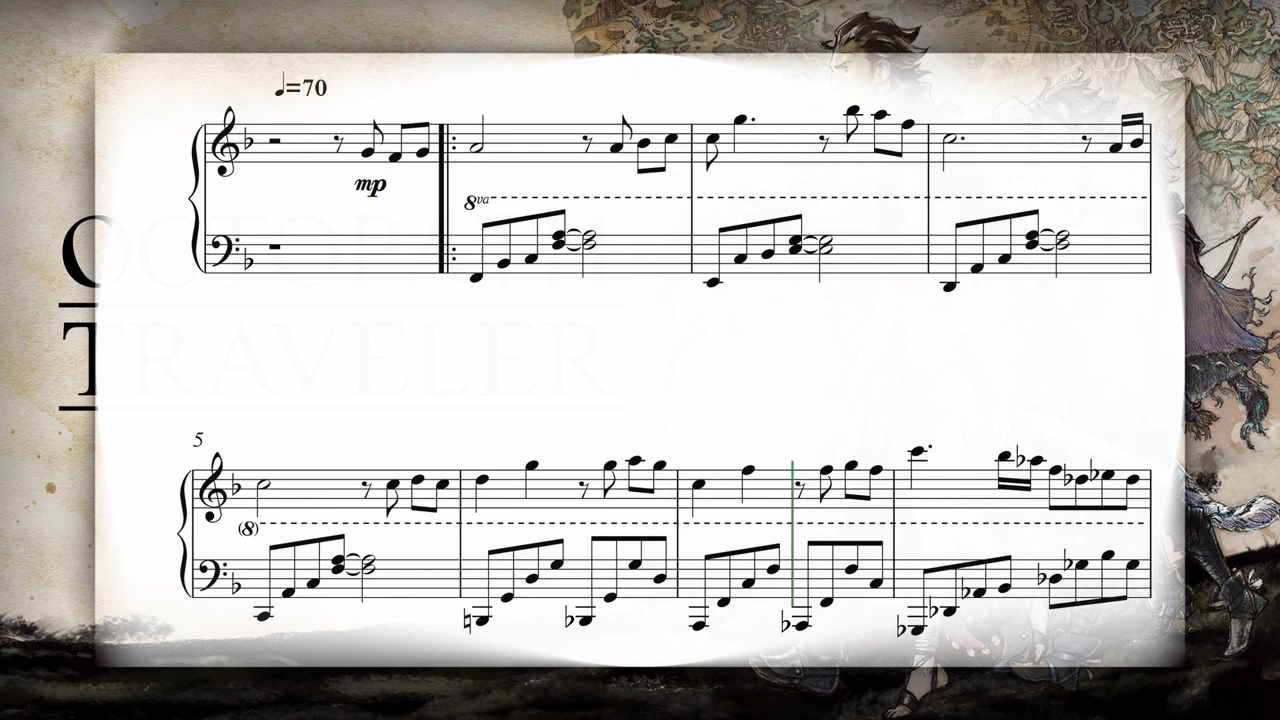 ♩=70
mp
8va
OCTOPATH
TRAVELER
5
(8)